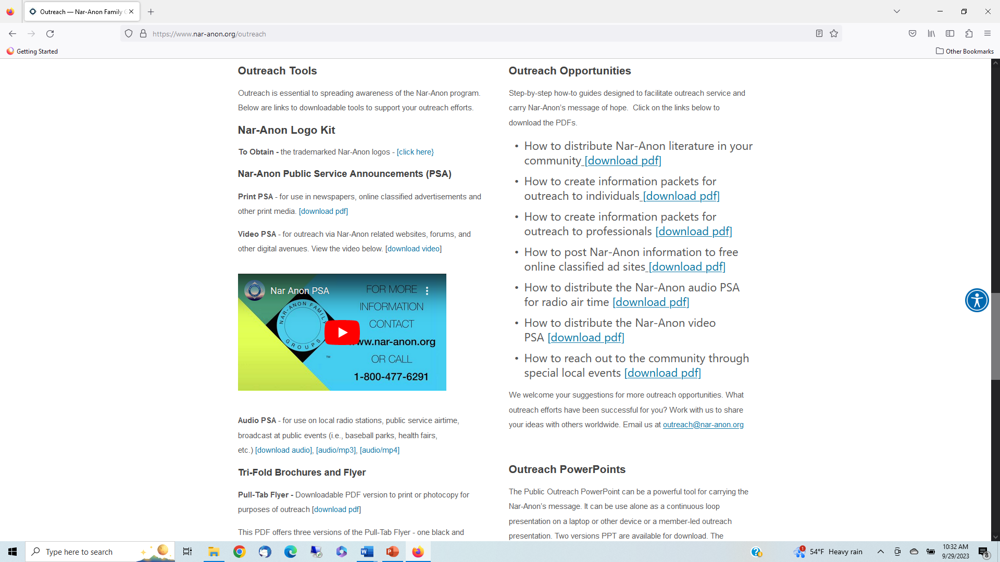 Outreach — Nar-Anon Family G
https://www.nar-anon.org/outreach
Getting Started
Other Bookmarks
Outreach Tools
Outreach is essential to spreading awareness of the Nar-Anon program.
Below are links to downloadable tools to support your outreach efforts.
Nar-Anon Logo Kit
To Obtain - the trademarked Nar-Anon logos - [click here}
Nar-Anon Public Service Announcements (PSA)
Print PSA - for use in newspapers, online classified advertisements and
other print media. [download pdf]
Video PSA - for outreach via Nar-Anon related websites, forums, and
other digital avenues. View the video below. [download video]
Nar Anon PSA
NAR-ANON FAMILY
GROUPS
TM
FOR MORE
INFORMATION
CONTACT
www.nar-anon.org
OR CALL
1-800-477-6291
Audio PSA - for use on local radio stations, public service airtime,
broadcast at public events (i.e., baseball parks, health fairs,
etc.) [download audio], [audio/mp3], [audio/mp4]
Tri-Fold Brochures and Flyer
Pull-Tab Flyer - Downloadable PDF version to print or photocopy for
purposes of outreach [download pdf]
This PDF offers three versions of the Pull-Tab Flyer - one black and
Outreach Opportunities
Step-by-step how-to guides designed to facilitate outreach service and
carry Nar-Anon’s message of hope.  Click on the links below to
download the PDFs.
• How to distribute Nar-Anon literature in your
community [download pdf]
• How to create information packets for
outreach to individuals [download pdf]
• How to create information packets for
outreach to professionals [download pdf]
• How to post Nar-Anon information to free
online classified ad sites [download pdf]
• How to distribute the Nar-Anon audio PSA
for radio air time [download pdf]
• How to distribute the Nar-Anon video
PSA [download pdf]
• How to reach out to the community through
special local events [download pdf]
We welcome your suggestions for more outreach opportunities. What
outreach efforts have been successful for you? Work with us to share
your ideas with others worldwide. Email us at outreach@nar-anon.org
Outreach PowerPoints
The Public Outreach PowerPoint can be a powerful tool for carrying the
Nar-Anon’s message. It can be use alone as a continuous loop
presentation on a laptop or other device or a member-led outreach
presentation. Two versions PPT are available for download. The
Type here to search
1
54°F Heavy rain
10:32 AM
9/29/2023
8